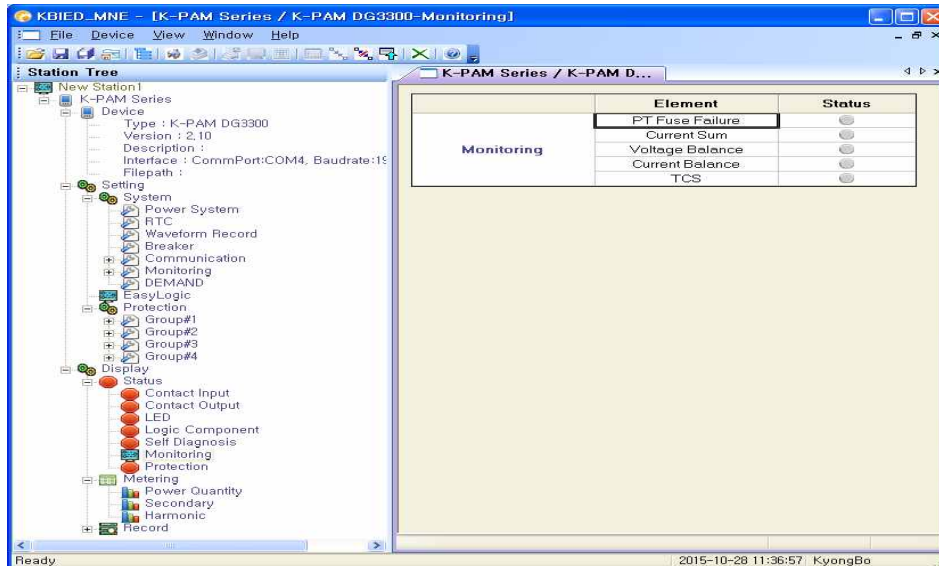 KBIED_MNE - [K-PAM Series / K-PAM DG3300-Monitoring]
File Device View Window Help
Station Tree
New Station1
K-PAM Series
Device
Type : K-PAM DG3300
Version : 2,10
Description :
Interface : CommPort:COM4, Baudrate:19
Filepath :
Setting
System
Power System
RTC
Waveform Record
Breaker
Communication
Monitoring
DEMAND
EasyLogic
Protection
Group#1
Group#2
Group#3
Group#4
Display
Status
Contact Input
Contact Output
LED
Logic Component
Self Diagnosis
Monitoring
Protection
Metering
Power Quantity
Secondary
Harmonic
Record
K-PAM Series / K-PAM D...
Element Status
Monitoring
PT Fuse Failure
Current Sum
Voltage Balance
Current Balance
TCS
Ready 2015-10-28 11:36:57 KyongBo